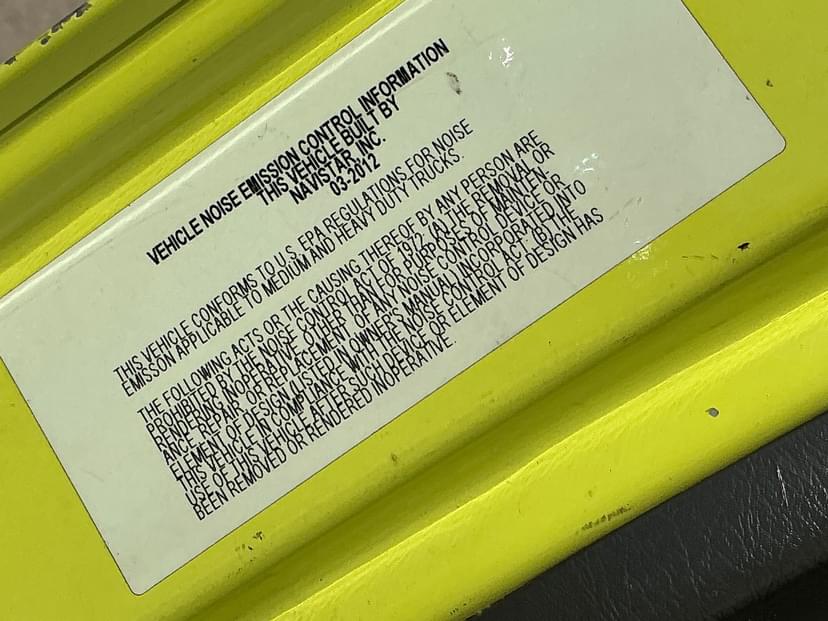 VEHICLE NOISE EMISSION CONTROL INFORMATION
THIS VEHICLE BUILT BY
NAVISTAR, INC.
03-2012
THIS VEHICLE CONFORMS TO U.S. EPA REGULATIONS FOR NOISE
EMISSON APPLICABLE TO MEDIUM AND HEAVY DUTY TRUCKS.
THE FOLLOWING ACTS OR THE CAUSING THEREOF BY ANY PERSON ARE
PROHIBITED BY THE NOISE CONTROL ACT OF 1972 (A) THE REMOVAL OR
RENDERING INOPERATIVE, OTHER THAN FOR PURPOSES OF MAINTEN-
ANCE, REPAIR, OR REPLACEMENT, OF ANY NOISE CONTROL DEVICE OR
ELEMENT OF DESIGN (LISTED IN OWNER'S MANUAL) INCORPORATED INTO
THIS VEHICLE IN COMPLIANCE WITH THE NOISE CONTROL ACT. (B) THE
USE OF THIS VEHICLE AFTER SUCH DEVICE OR ELEMENT OF DESIGN HAS
BEEN REMOVED OR RENDERED INOPERATIVE.